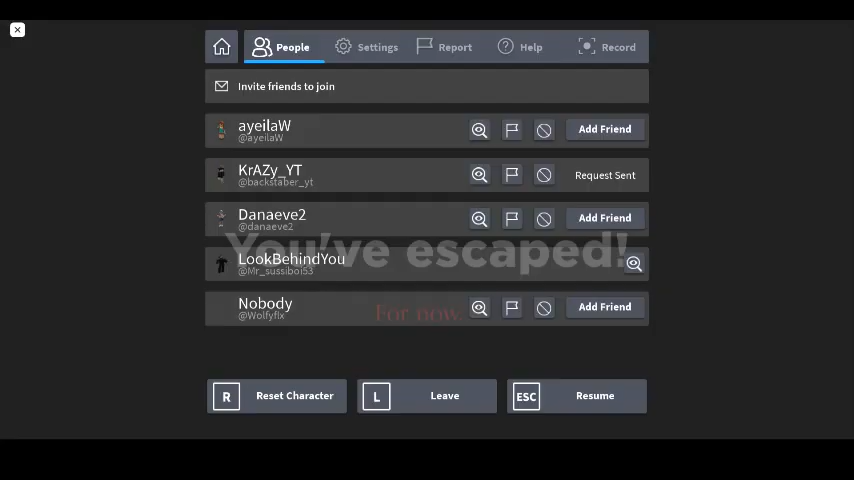 People Settings Report Help Record
Invite friends to join
ayeilaW
@ayeilaW
Add Friend
KrAZy_YT
@backstaber_yt
Request Sent
Danaeve2
@danaeve2
Add Friend
You've escaped!
LookBehindYou
@Mr_sussiboi53
Nobody
@Wolfyflx
Add Friend
For now.
R Reset Character
L Leave
ESC Resume